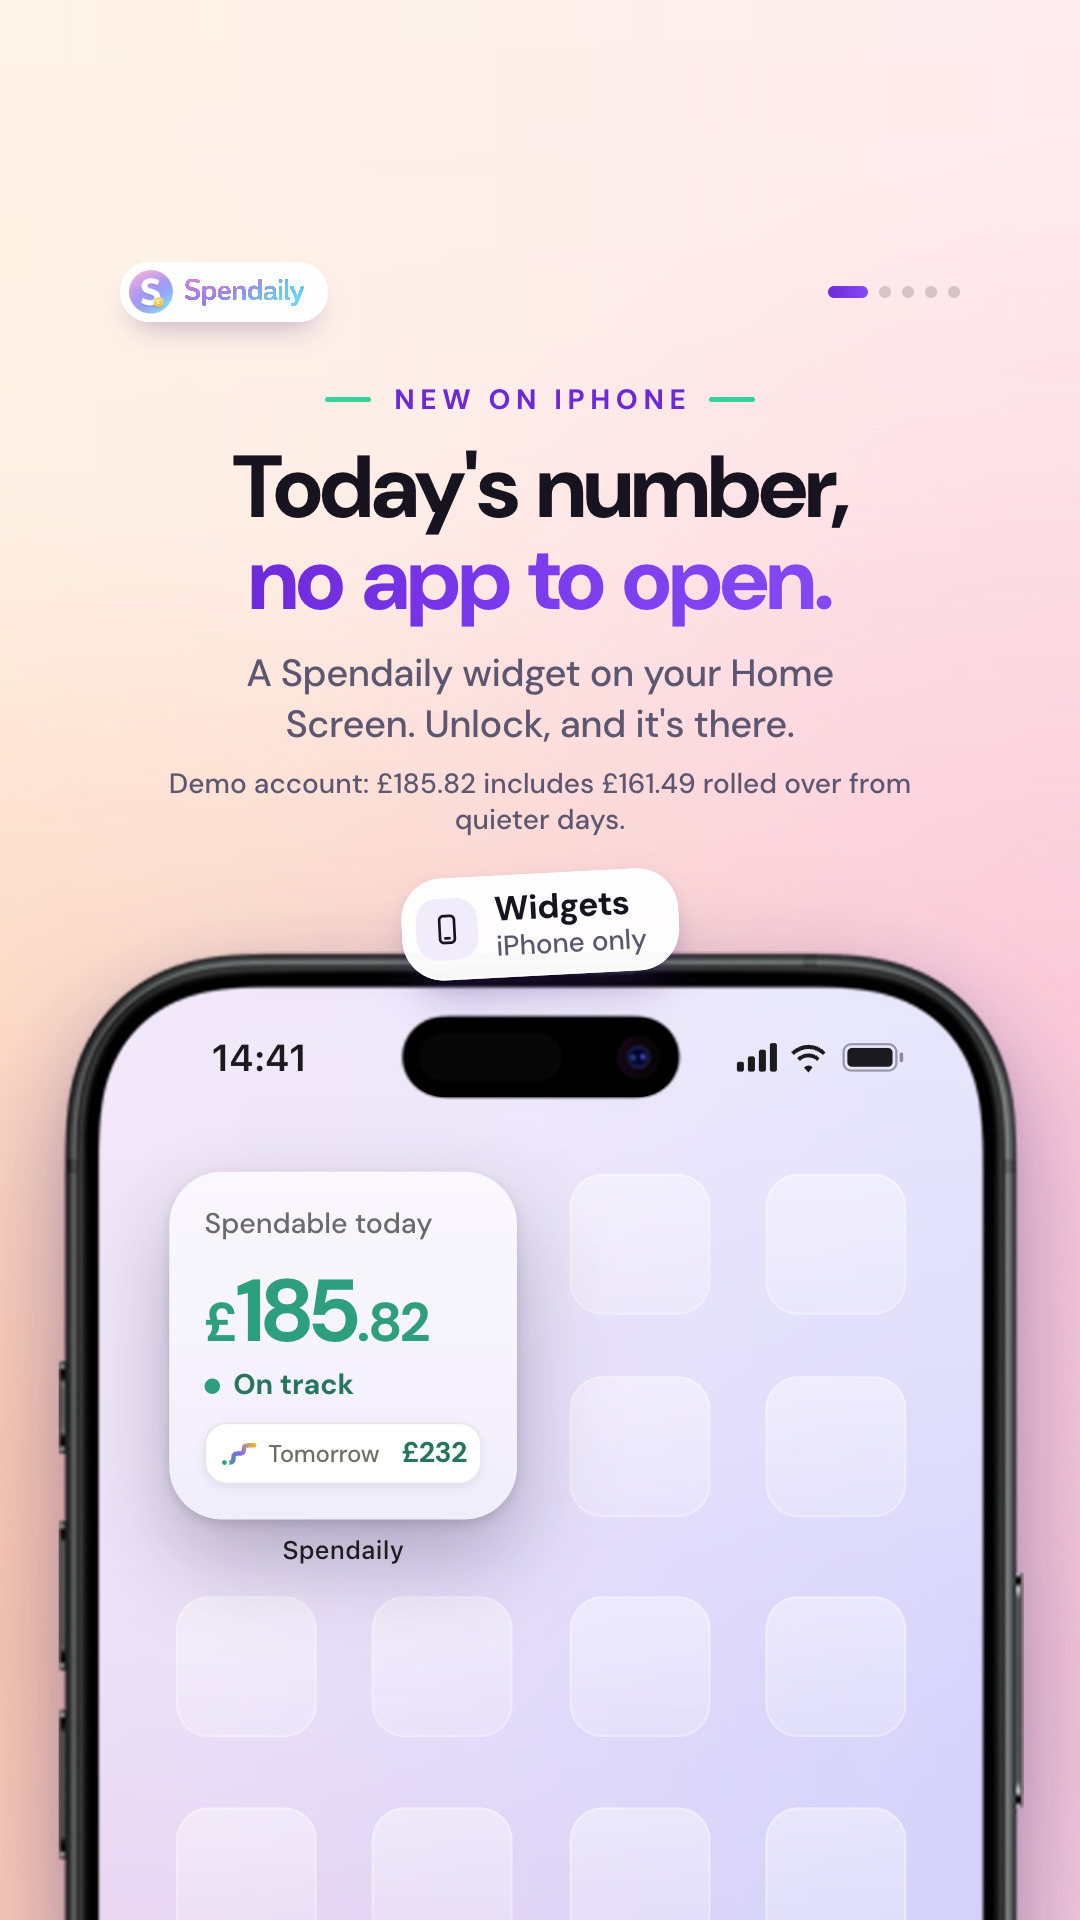 Spendaily
NEW ON IPHONE
Today's number,
no app to open.
A Spendaily widget on your Home
Screen. Unlock, and it's there.
Demo account: £185.82 includes £161.49 rolled over from
quieter days.
Widgets
iPhone only
14:41
Spendable today
£185.82
On track
Tomorrow £232
Spendaily